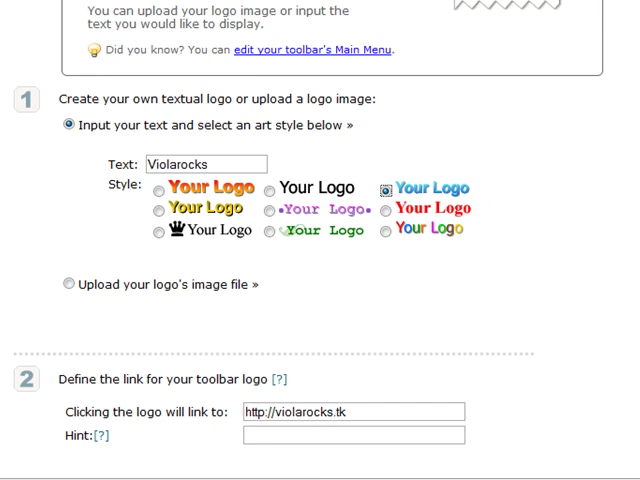 You can upload your logo image or input the
text you would like to display.
Did you know? You can edit your toolbar's Main Menu.
1 Create your own textual logo or upload a logo image:
Input your text and select an art style below »
Text: Violarocks
Style: Your Logo Your Logo Your Logo
Your Logo •Your Logo• Your Logo
Your Logo Your Logo Your Logo
Upload your logo's image file »
2 Define the link for your toolbar logo [?]
Clicking the logo will link to: http://violarocks.tk
Hint:[?]